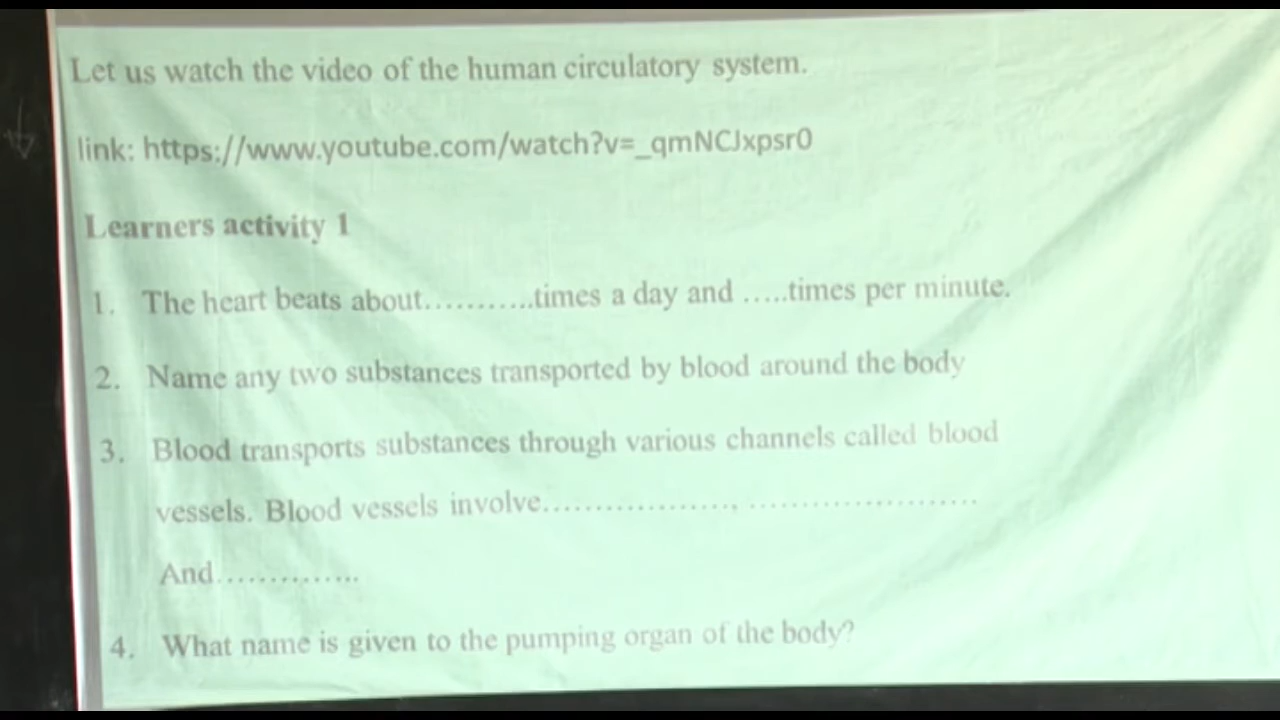 Let us watch the video of the human circulatory system.
link: https://www.youtube.com/watch?v=_qmNCJxpsr0
Learners activity 1
1. The heart beats about...........times a day and .....times per minute.
2. Name any two substances transported by blood around the body
3. Blood transports substances through various channels called blood
vessels. Blood vessels involve.................., ......................
And..............
4. What name is given to the pumping organ of the body?